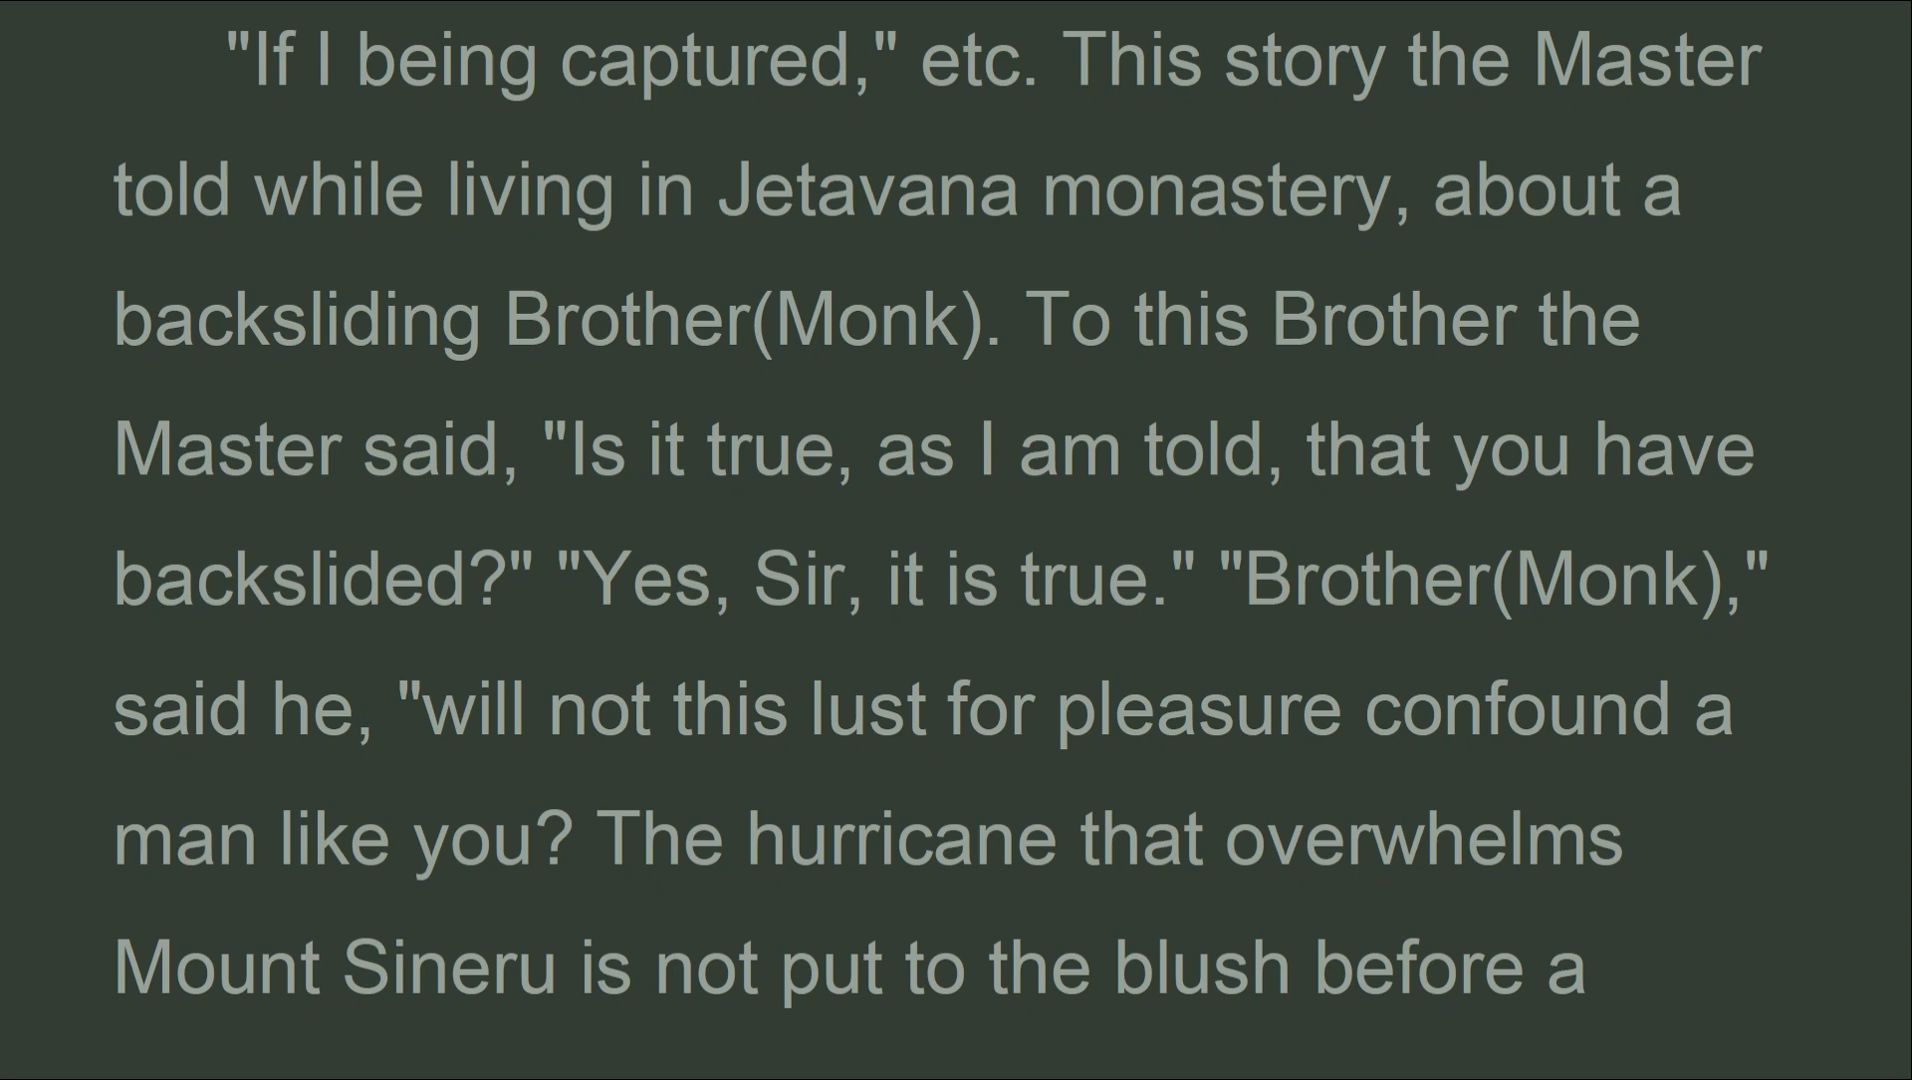 "If I being captured," etc. This story the Master
told while living in Jetavana monastery, about a
backsliding Brother(Monk). To this Brother the
Master said, "Is it true, as I am told, that you have
backslided?" "Yes, Sir, it is true." "Brother(Monk),"
said he, "will not this lust for pleasure confound a
man like you? The hurricane that overwhelms
Mount Sineru is not put to the blush before a